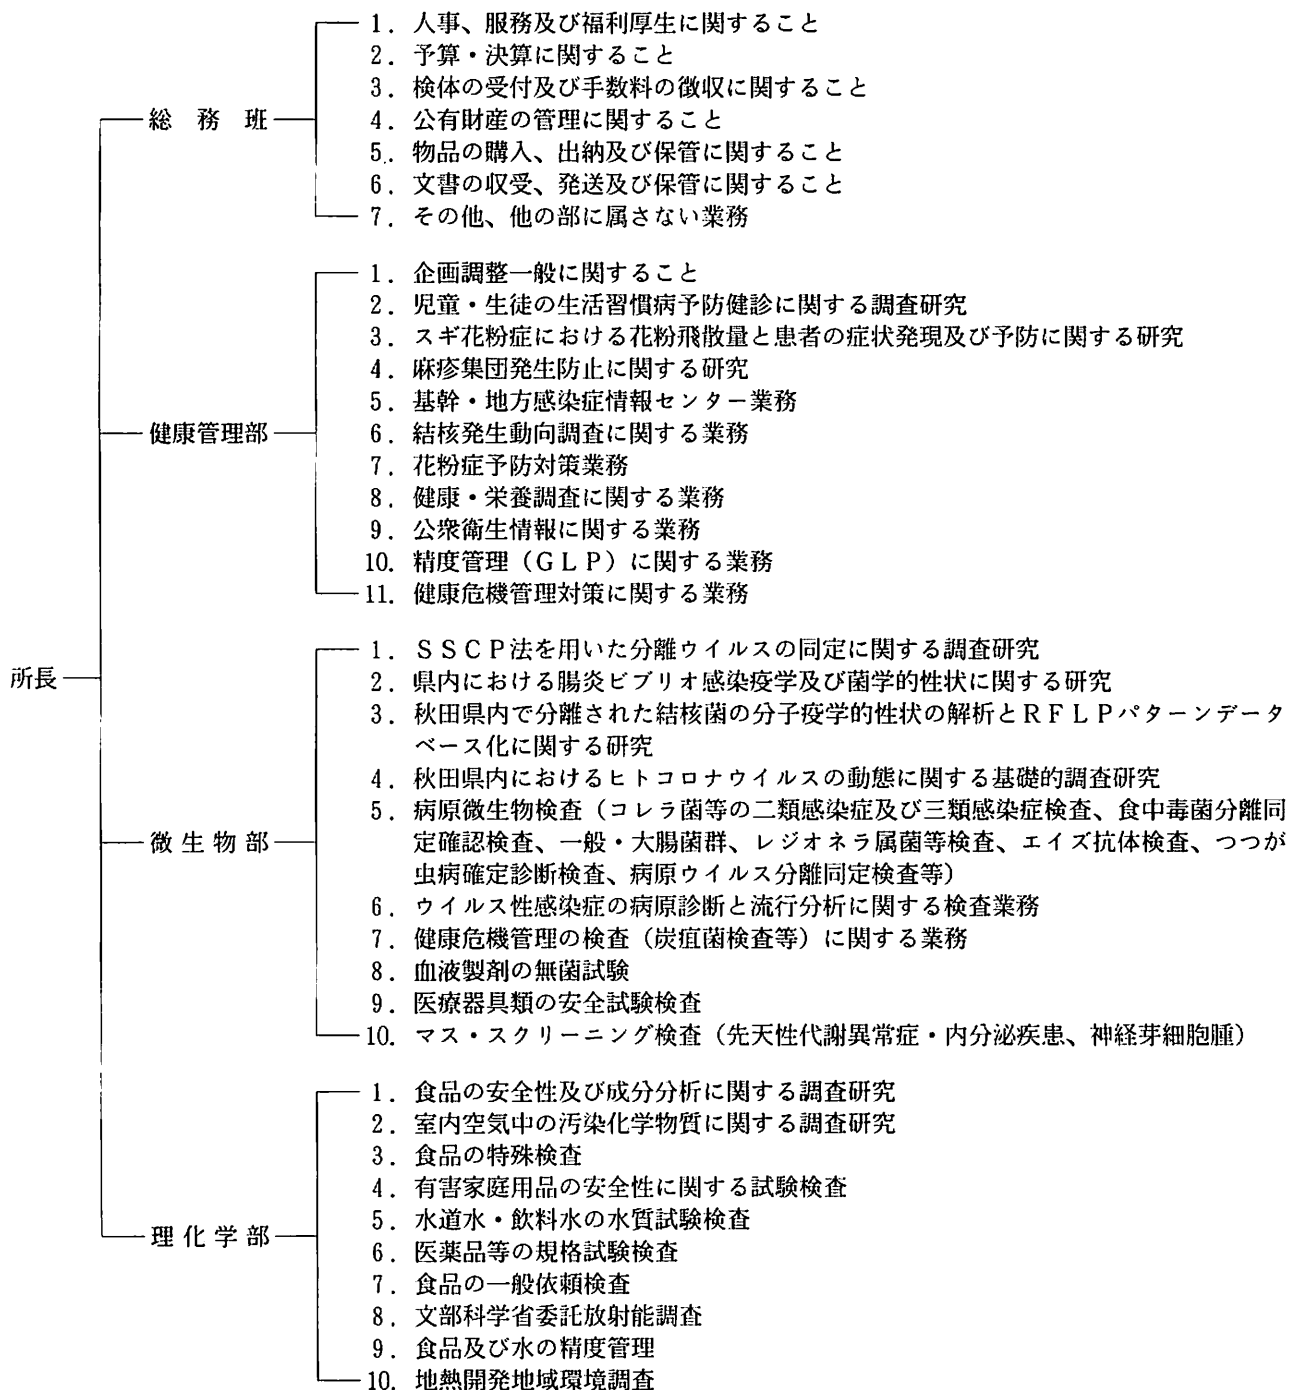 所長
総務班
1. 人事、服務及び福利厚生に関すること
2. 予算・決算に関すること
3. 検体の受付及び手数料の徴収に関すること
4. 公有財産の管理に関すること
5. 物品の購入、出納及び保管に関すること
6. 文書の収受、発送及び保管に関すること
7. その他、他の部に属さない業務
健康管理部
1. 企画調整一般に関すること
2. 児童・生徒の生活習慣病予防健診に関する調査研究
3. スギ花粉症における花粉飛散量と患者の症状発現及び予防に関する研究
4. 麻疹集団発生防止に関する研究
5. 基幹・地方感染症情報センター業務
6. 結核発生動向調査に関する業務
7. 花粉症予防対策業務
8. 健康・栄養調査に関する業務
9. 公衆衛生情報に関する業務
10. 精度管理（GLP）に関する業務
11. 健康危機管理対策に関する業務
微生物部
1. SSCP法を用いた分離ウイルスの同定に関する調査研究
2. 県内における腸炎ビブリオ感染疫学及び菌学的性状に関する研究
3. 秋田県内で分離された結核菌の分子疫学的性状の解析とRFLPパターンデータ
ベース化に関する研究
4. 秋田県内におけるヒトコロナウイルスの動態に関する基礎的調査研究
5. 病原微生物検査（コレラ菌等の二類感染症及び三類感染症検査、食中毒菌分離同
定確認検査、一般・大腸菌群、レジオネラ属菌等検査、エイズ抗体検査、つつが
虫病確定診断検査、病原ウイルス分離同定検査等）
6. ウイルス性感染症の病原診断と流行分析に関する検査業務
7. 健康危機管理の検査（炭疽菌検査等）に関する業務
8. 血液製剤の無菌試験
9. 医療器具類の安全試験検査
10. マス・スクリーニング検査（先天性代謝異常症・内分泌疾患、神経芽細胞腫）
理化学部
1. 食品の安全性及び成分分析に関する調査研究
2. 室内空気中の汚染化学物質に関する調査研究
3. 食品の特殊検査
4. 有害家庭用品の安全性に関する試験検査
5. 水道水・飲料水の水質試験検査
6. 医薬品等の規格試験検査
7. 食品の一般依頼検査
8. 文部科学省委託放射能調査
9. 食品及び水の精度管理
10. 地熱開発地域環境調査